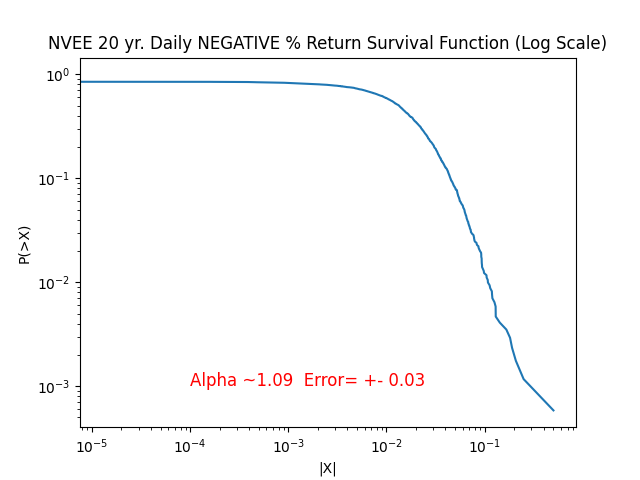 NVEE 20 yr. Daily NEGATIVE % Return Survival Function (Log Scale)
P(>X)
10⁰
10⁻¹
10⁻²
10⁻³
Alpha ~1.09  Error= +- 0.03
10⁻⁵ 10⁻⁴ 10⁻³ 10⁻² 10⁻¹
|X|